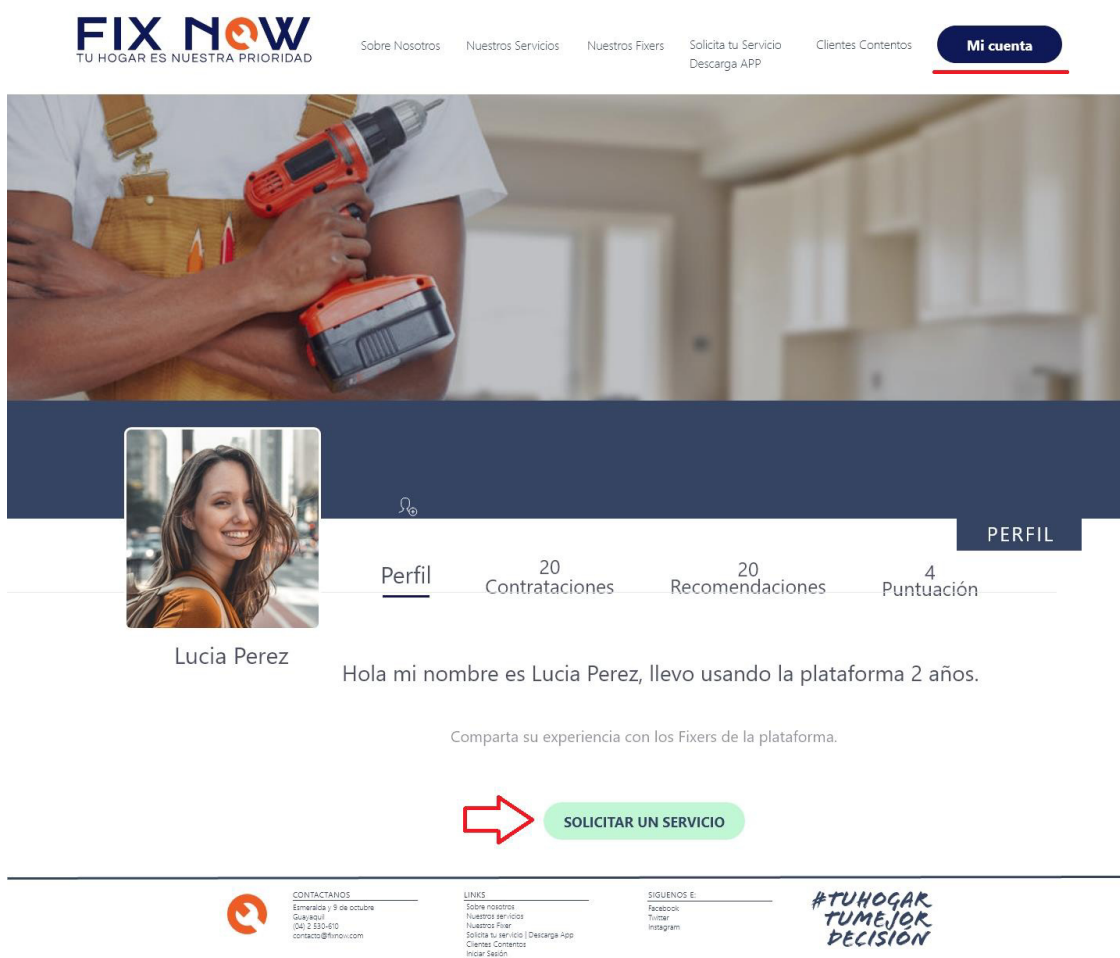 FIX NOW
TU HOGAR ES NUESTRA PRIORIDAD
Sobre Nosotros
Nuestros Servicios
Nuestros Fixers
Solicita tu Servicio
Descarga APP
Clientes Contentos
Mi cuenta
PERFIL
Perfil
20
Contrataciones
20
Recomendaciones
4
Puntuación
Lucia Perez
Hola mi nombre es Lucia Perez, llevo usando la plataforma 2 años.
Comparta su experiencia con los Fixers de la plataforma.
SOLICITAR UN SERVICIO
CONTACTANOS
Esmeralda y 9 de octubre
Guayaquil
(04) 2 530-610
contacto@fixnow.com
LINKS
Sobre nosotros
Nuestros servicios
Nuestros Fixer
Solicita tu servicio | Descarga App
Clientes Contentos
Iniciar Sesión
SIGUENOS E:
Facebook
Twitter
Instagram
#TUHOGAR
TUMEJOR
DECISIÓN